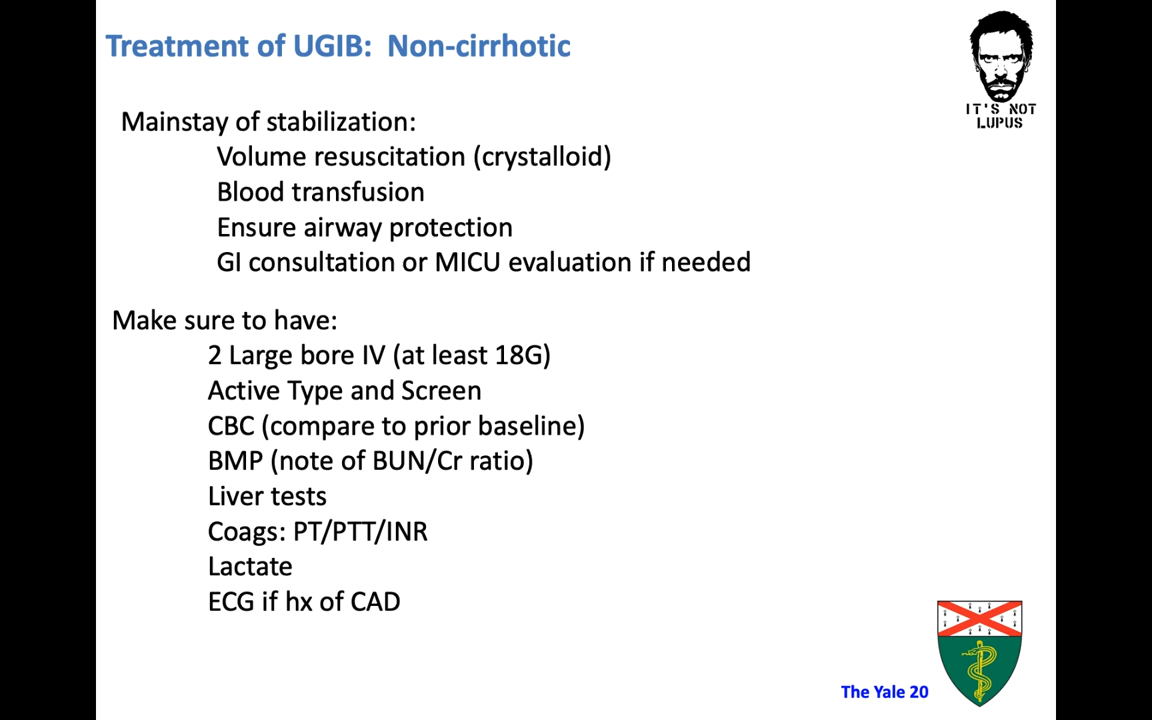 Treatment of UGIB: Non-cirrhotic
IT'S NOT
LUPUS
Mainstay of stabilization:
Volume resuscitation (crystalloid)
Blood transfusion
Ensure airway protection
GI consultation or MICU evaluation if needed
Make sure to have:
2 Large bore IV (at least 18G)
Active Type and Screen
CBC (compare to prior baseline)
BMP (note of BUN/Cr ratio)
Liver tests
Coags: PT/PTT/INR
Lactate
ECG if hx of CAD
The Yale 20